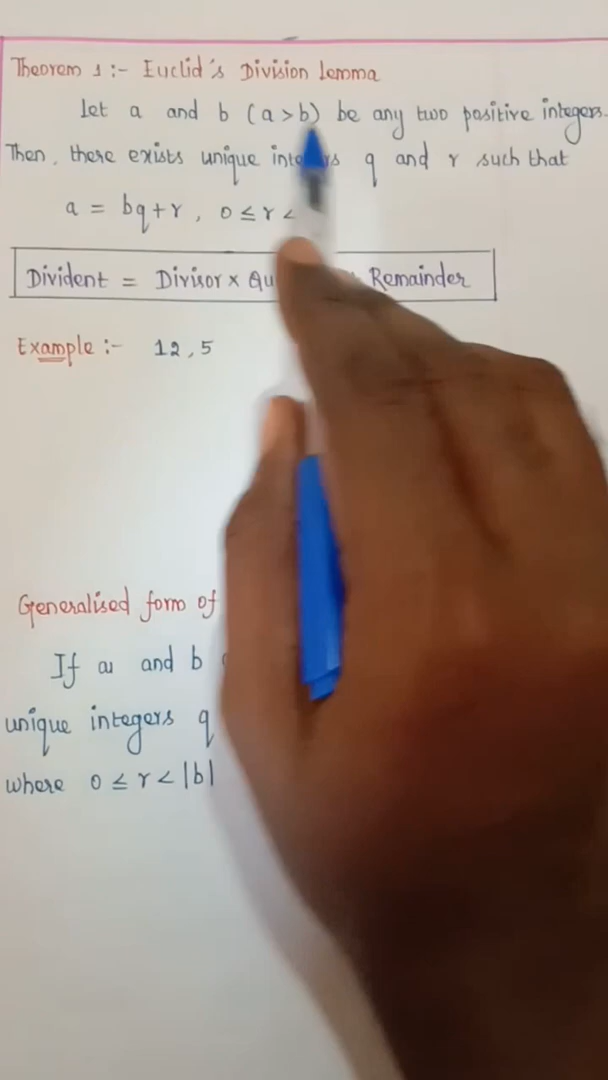 Theorem 1:- Euclid's Division Lemma
Let a and b (a > b) be any two positive integers.
Then, there exists unique q and r such that
a = bq + r, 0 ≤ r <
Divident = Divisor × Remainder
Example :- 12, 5
Generalised form of
If a and b
unique integers q
where 0 ≤ r < |b|